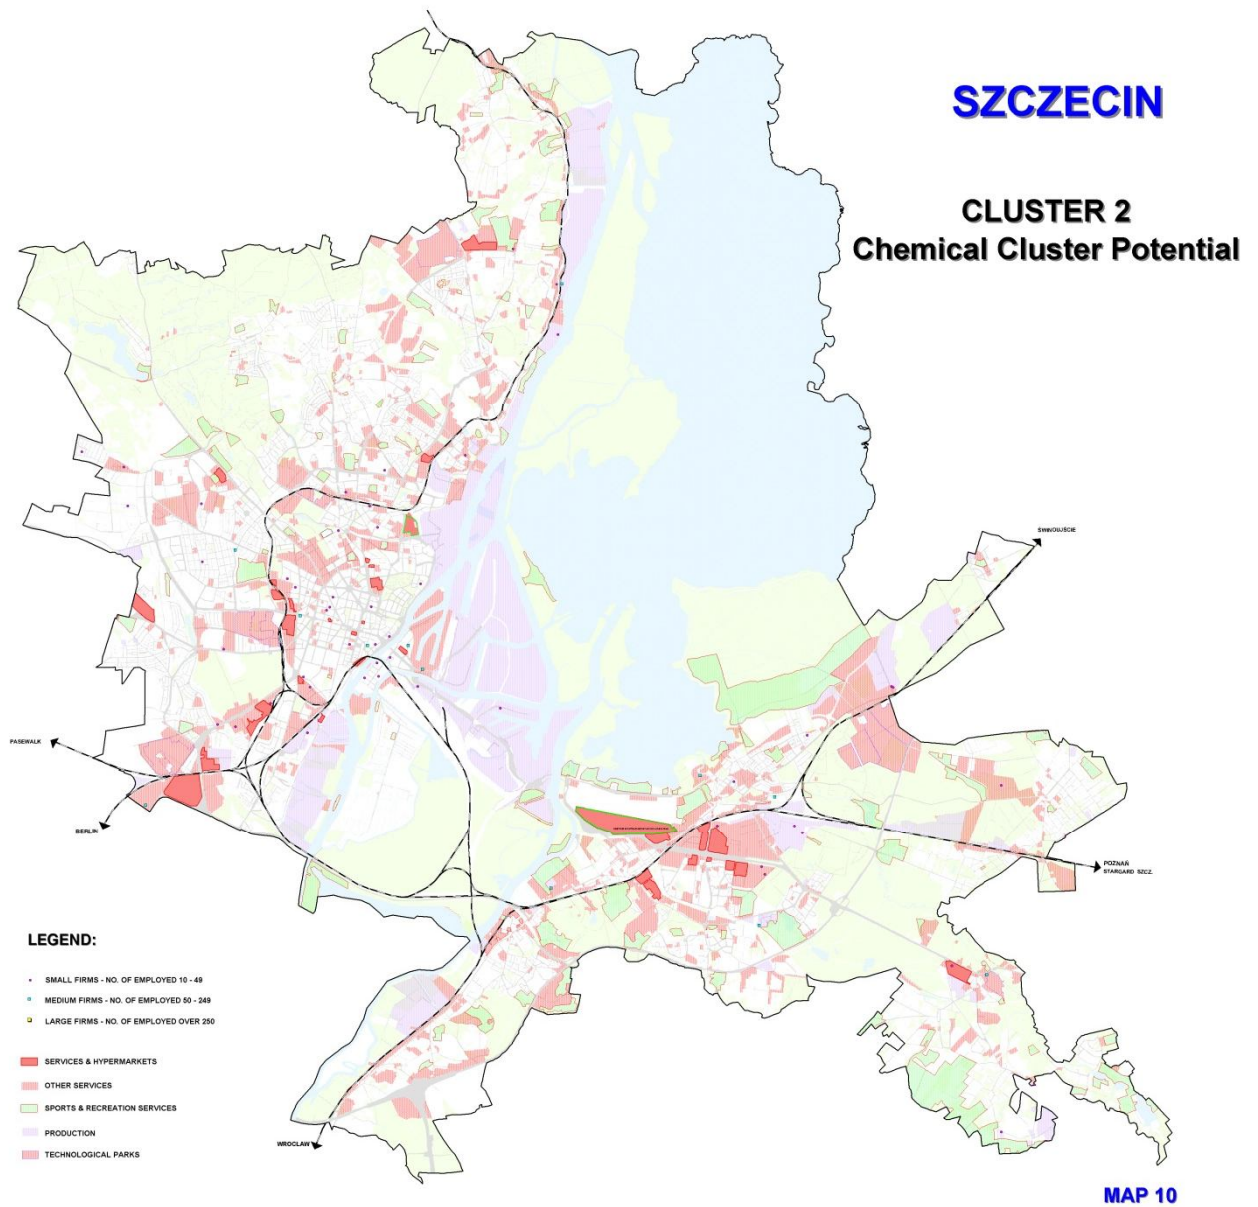 SZCZECIN
CLUSTER 2
Chemical Cluster Potential
ŚWINOUJŚCIE
PASEWALK
BERLIN
POZNAŃ
STARGARD SZCZ.
WROCŁAW
LEGEND:
SMALL FIRMS - NO. OF EMPLOYED 10 - 49
MEDIUM FIRMS - NO. OF EMPLOYED 50 - 249
LARGE FIRMS - NO. OF EMPLOYED OVER 250
SERVICES & HYPERMARKETS
OTHER SERVICES
SPORTS & RECREATION SERVICES
PRODUCTION
TECHNOLOGICAL PARKS
MAP 10